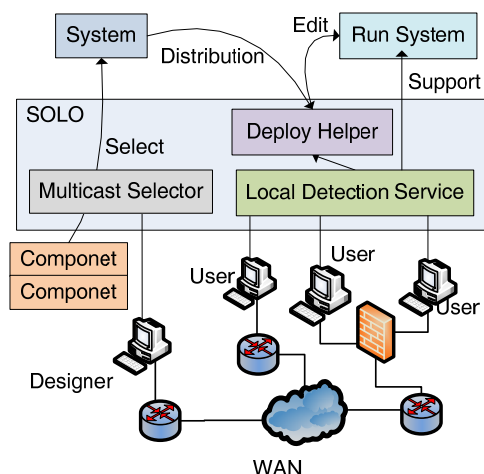 System
Edit
Run System
Distribution
Support
SOLO
Deploy Helper
Select
Multicast Selector
Local Detection Service
Componet
Componet
User
User
User
Designer
WAN